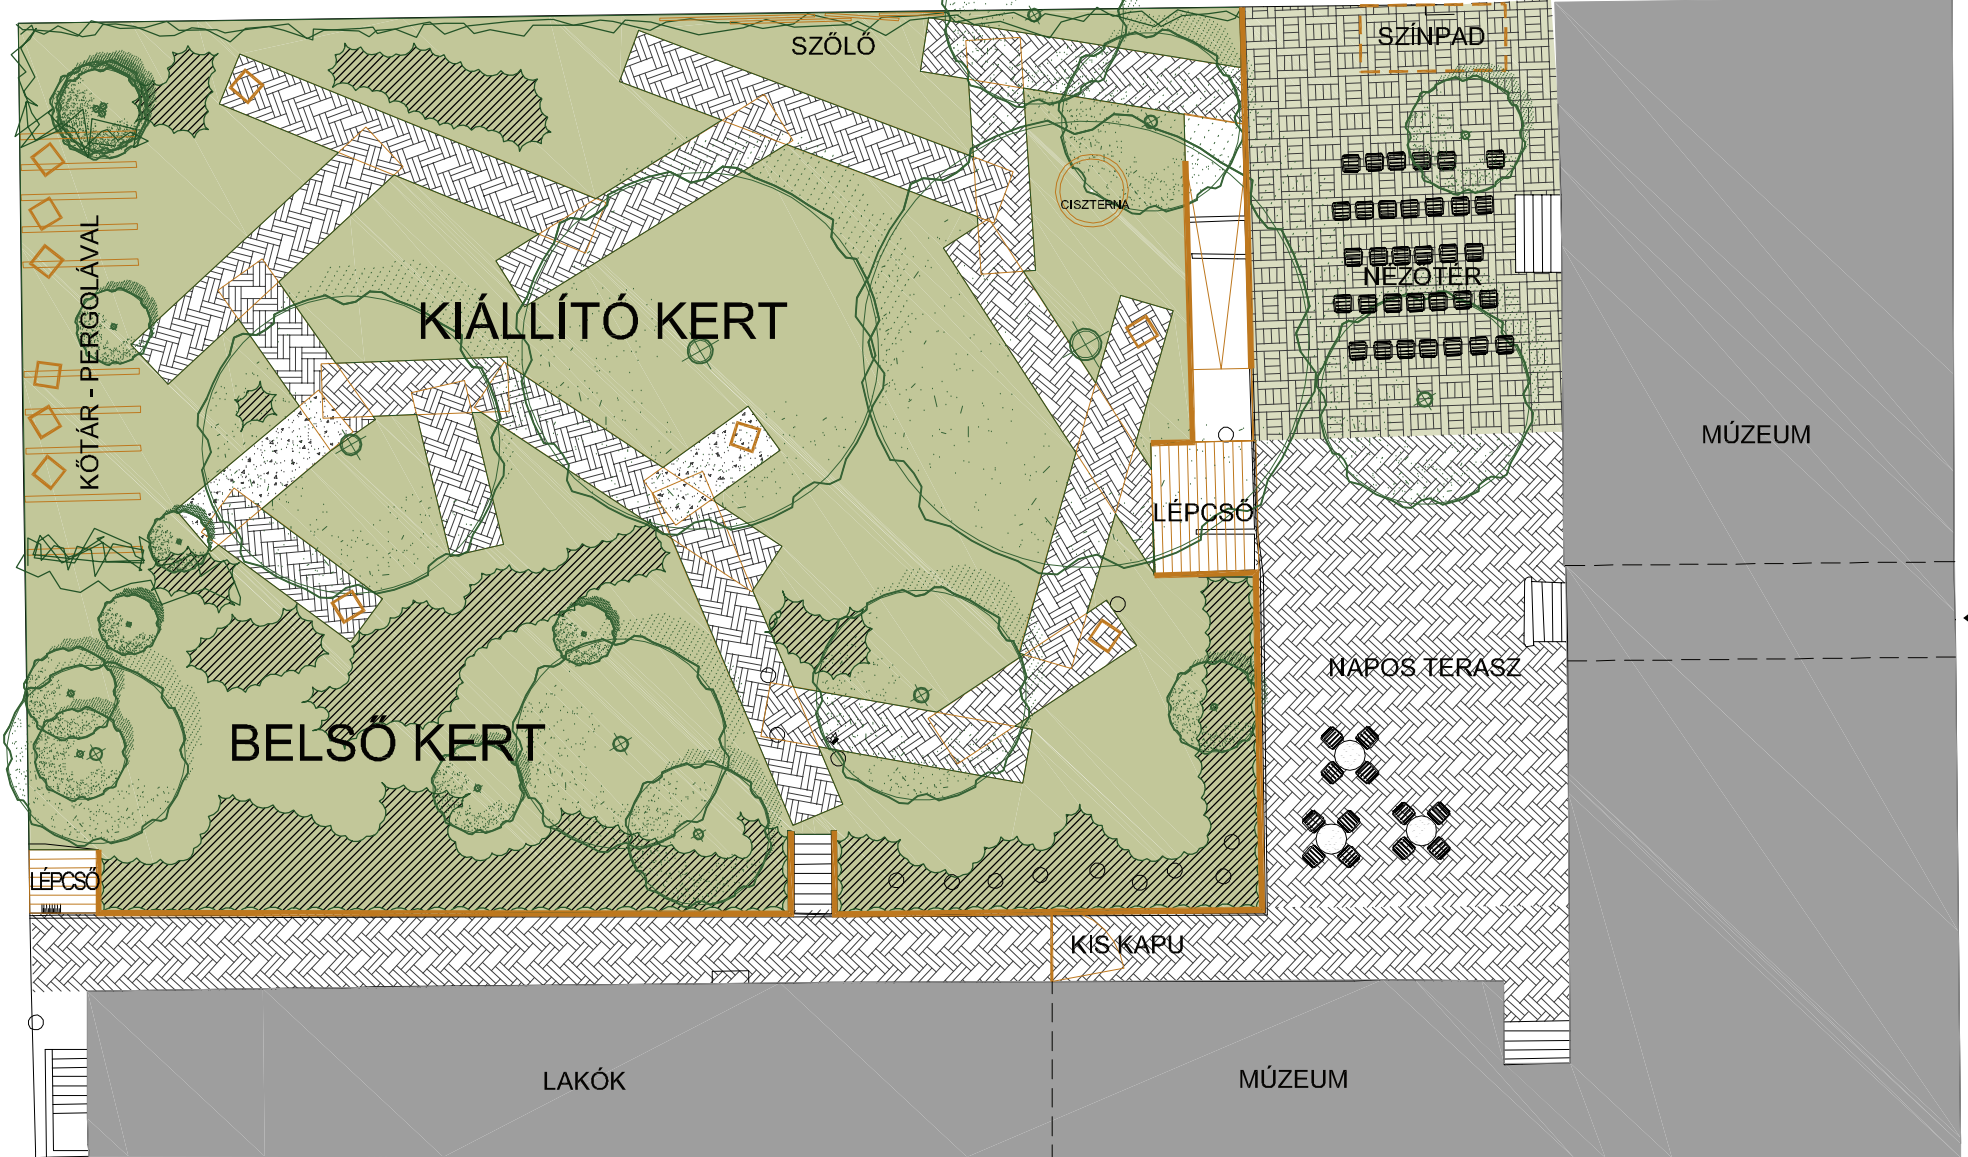 SZŐLŐ
SZÍNPAD
CISZTERNA
KŐTÁR - PERGOLÁVAL
NÉZŐTÉR
KIÁLLÍTÓ KERT
MÚZEUM
LÉPCSŐ
NAPOS TERASZ
BELSŐ KERT
LÉPCSŐ
KIS KAPU
LAKÓK
MÚZEUM